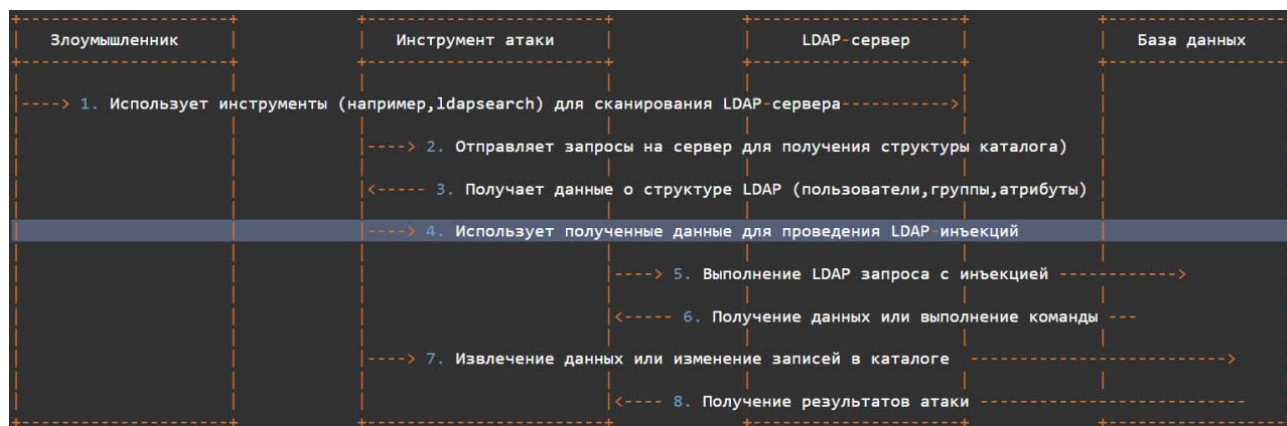 Злоумышленник Инструмент атаки LDAP-сервер База данных
1. Использует инструменты (например,ldapsearch) для сканирования LDAP-сервера
2. Отправляет запросы на сервер для получения структуры каталога)
3. Получает данные о структуре LDAP (пользователи,группы,атрибуты)
4. Использует полученные данные для проведения LDAP-инъекций
5. Выполнение LDAP запроса с инъекцией
6. Получение данных или выполнение команды
7. Извлечение данных или изменение записей в каталоге
8. Получение результатов атаки